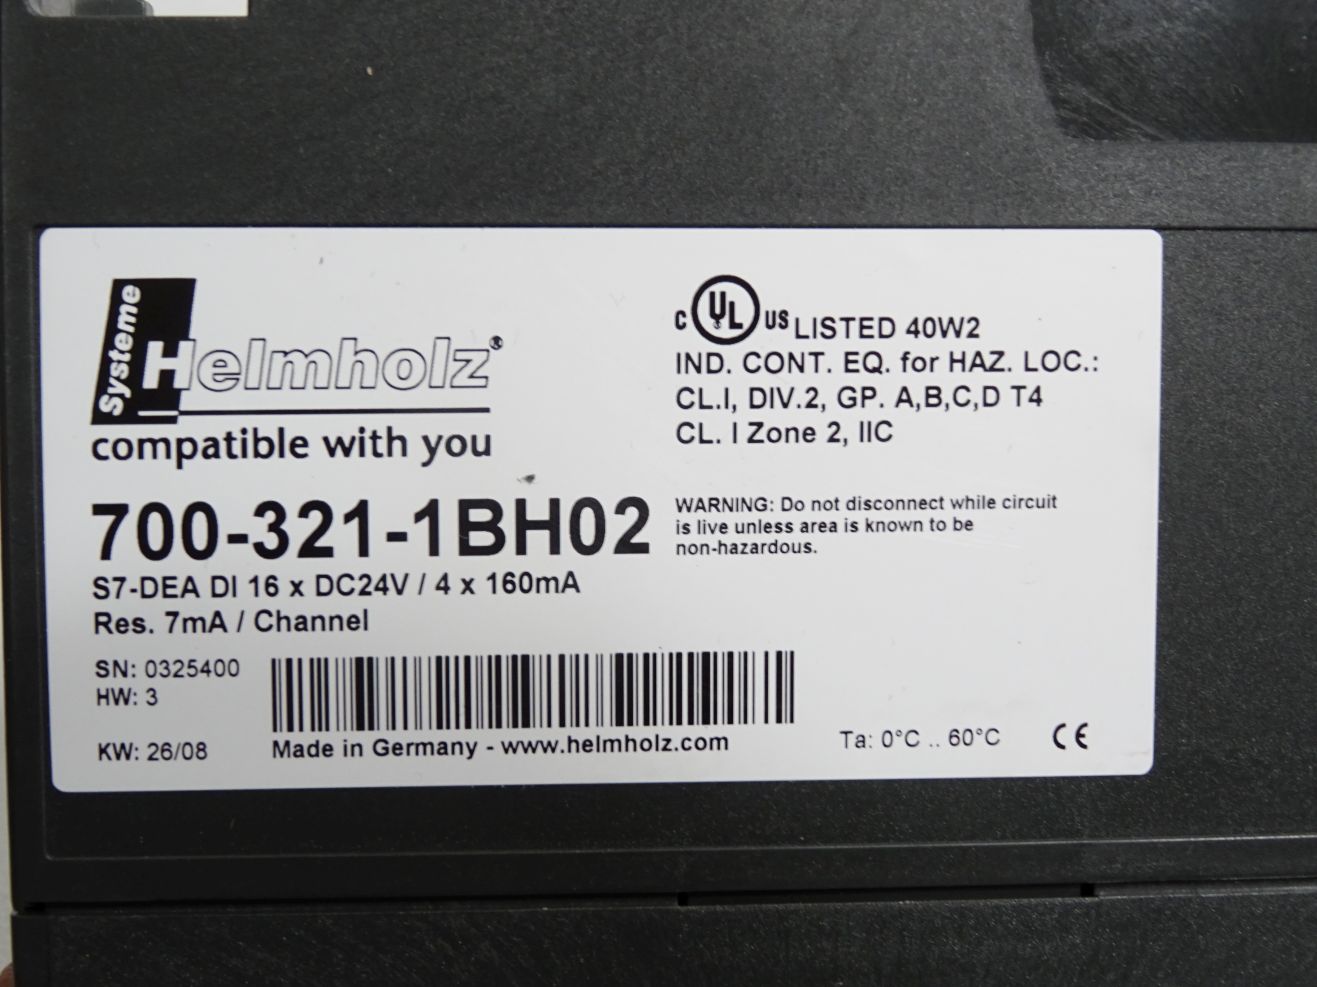 Systeme
Helmholz®
compatible with you
700-321-1BH02
S7-DEA DI 16 x DC24V / 4 x 160mA
Res. 7mA / Channel
SN: 0325400
HW: 3
KW: 26/08
Made in Germany - www.helmholz.com
C UL US LISTED 40W2
IND. CONT. EQ. for HAZ. LOC.:
CL.I, DIV.2, GP. A,B,C,D T4
CL. I Zone 2, IIC
WARNING: Do not disconnect while circuit
is live unless area is known to be
non-hazardous.
Ta: 0°C .. 60°C CE